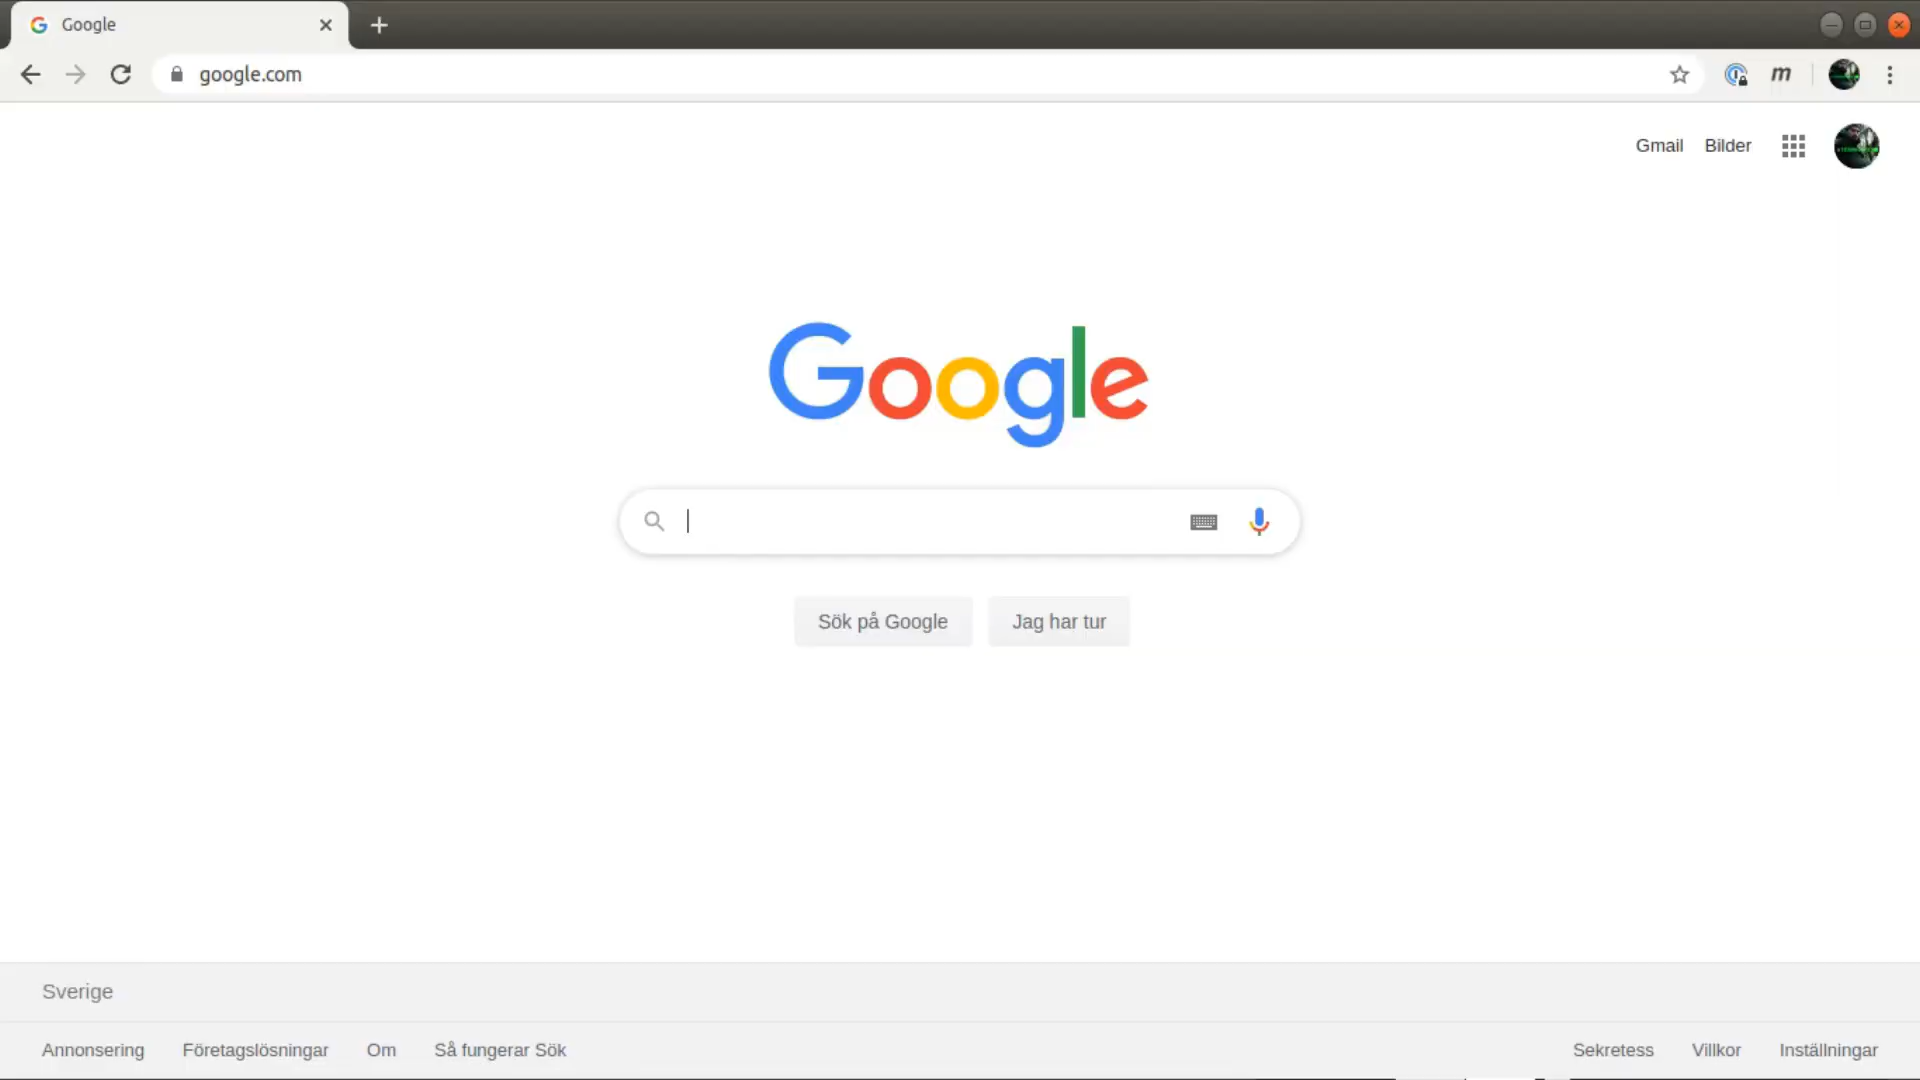 Google
google.com
Gmail Bilder
Google
Sök på Google Jag har tur
Sverige
Annonsering Företagslösningar Om Så fungerar Sök Sekretess Villkor Inställningar